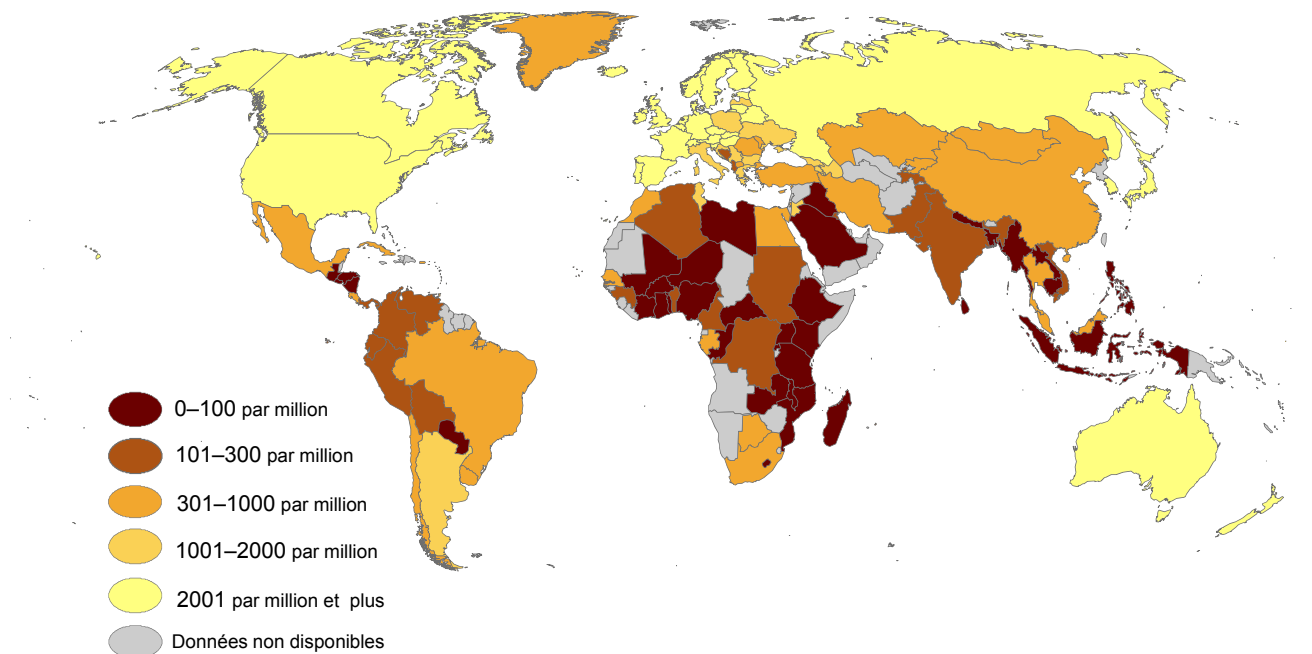 0–100 par million
101–300 par million
301–1000 par million
1001–2000 par million
2001 par million et plus
Données non disponibles